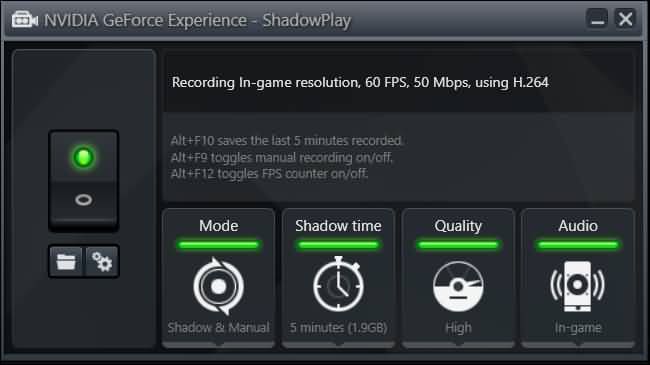 NVIDIA GeForce Experience - ShadowPlay
Recording In-game resolution, 60 FPS, 50 Mbps, using H.264
Alt+F10 saves the last 5 minutes recorded.
Alt+F9 toggles manual recording on/off.
Alt+F12 toggles FPS counter on/off.
Mode
Shadow & Manual
Shadow time
5 minutes (1.9GB)
Quality
High
Audio
In-game